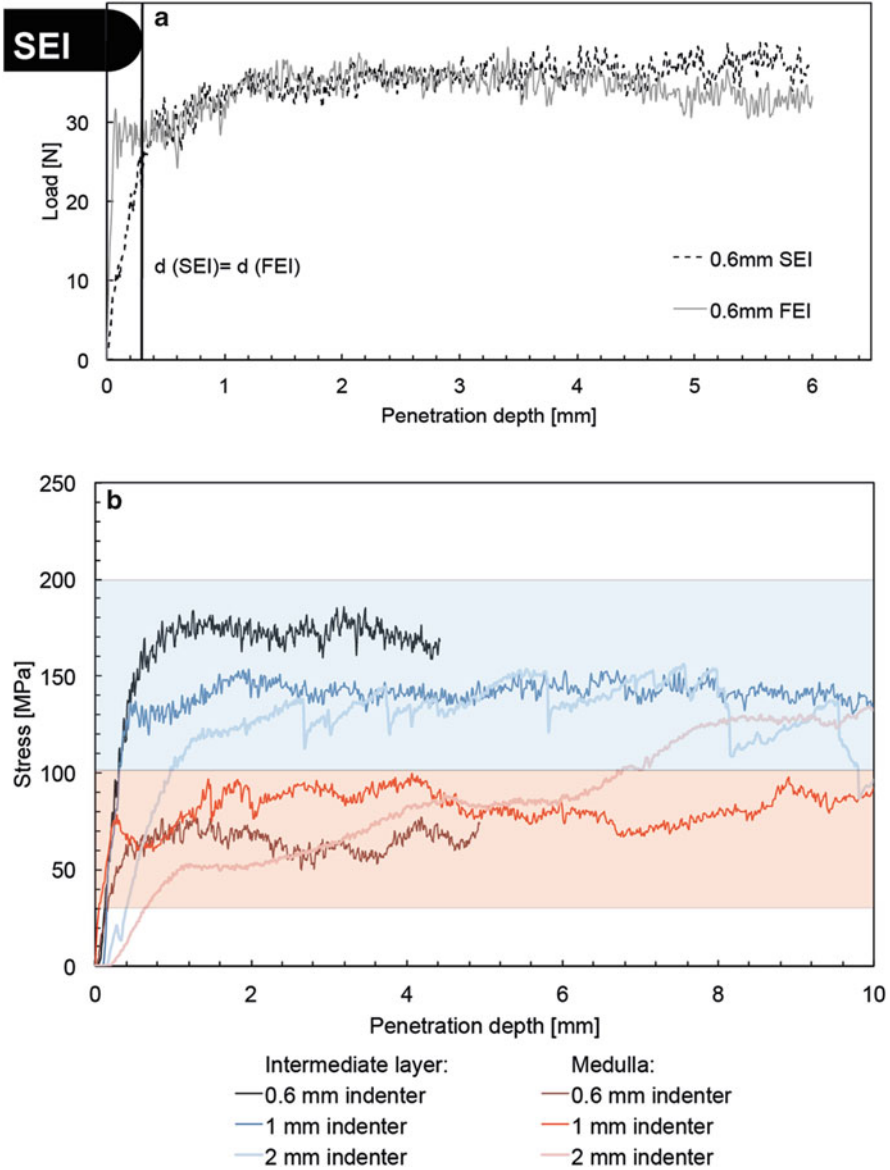 SEI
a
30
20
10
0
Load [N]
d (SEI)= d (FEI)
0.6mm SEI
0.6mm FEI
0 1 2 3 4 5 6
Penetration depth [mm]
b
250
200
150
100
50
0
Stress [MPa]
0 2 4 6 8 10
Penetration depth [mm]
Intermediate layer: Medulla:
0.6 mm indenter 0.6 mm indenter
1 mm indenter 1 mm indenter
2 mm indenter 2 mm indenter